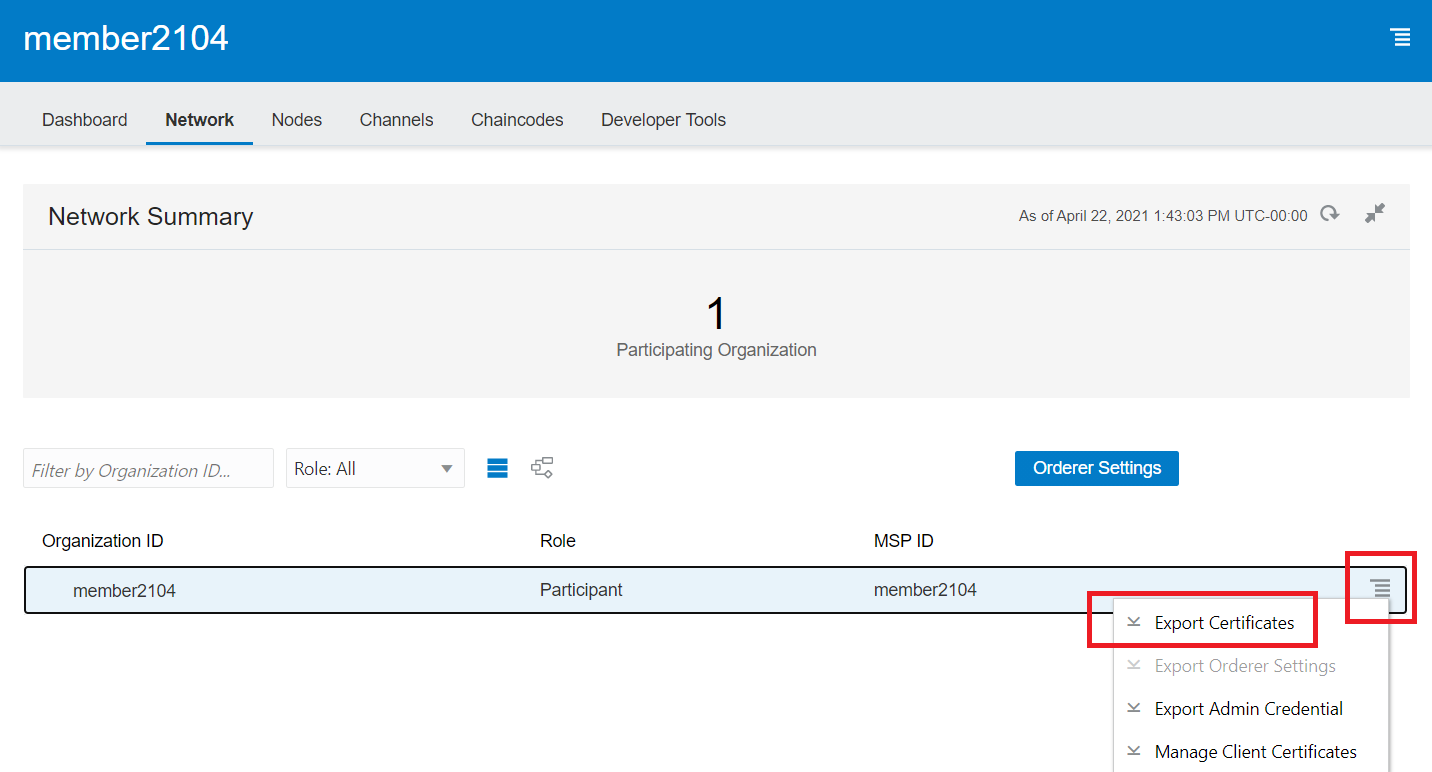 member2104
Dashboard Network Nodes Channels Chaincodes Developer Tools
Network Summary As of April 22, 2021 1:43:03 PM UTC-00:00
1
Participating Organization
Filter by Organization ID... Role: All Orderer Settings
Organization ID Role MSP ID
member2104 Participant member2104
Export Certificates
Export Orderer Settings
Export Admin Credential
Manage Client Certificates